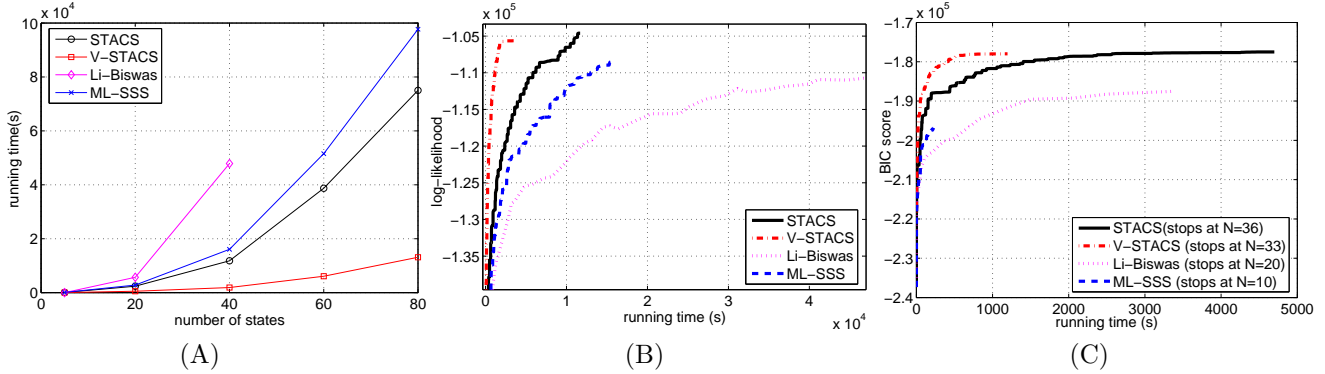 x 10^4
10
8
6
4
2
0
0
20
40
60
80
running time(s)
number of states
STACS
V-STACS
Li-Biswas
ML-SSS
(A)
x 10^5
-1.05
-1.1
-1.15
-1.2
-1.25
-1.3
-1.35
0
1
2
3
4
x 10^4
log-likelihood
running time (s)
STACS
V-STACS
Li-Biswas
ML-SSS
(B)
x 10^5
-1.7
-1.8
-1.9
-2
-2.1
-2.2
-2.3
-2.4
0
1000
2000
3000
4000
5000
BIC score
running time (s)
STACS(stops at N=36)
V-STACS (stops at N=33)
Li-Biswas (stops at N=20)
ML-SSS (stops at N=10)
(C)